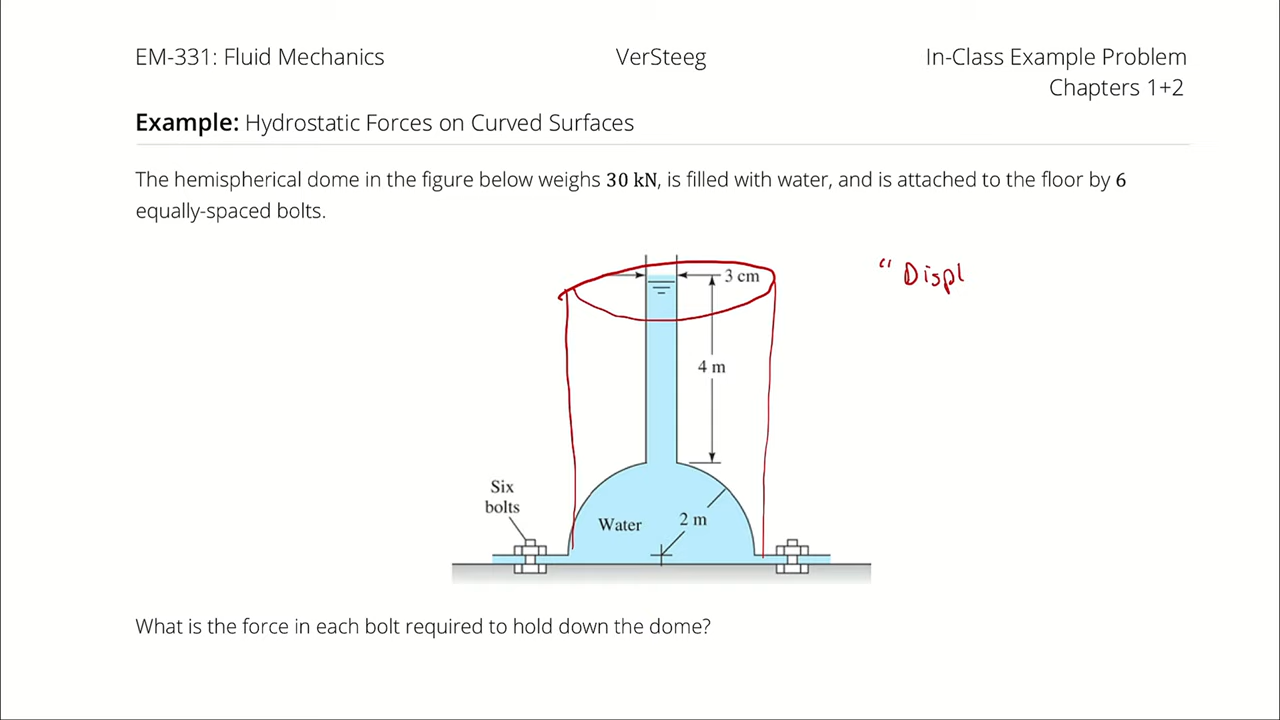 EM-331: Fluid Mechanics VerSteeg In-Class Example Problem
Chapters 1+2
Example: Hydrostatic Forces on Curved Surfaces
The hemispherical dome in the figure below weighs 30 kN, is filled with water, and is attached to the floor by 6
equally-spaced bolts.
3 cm
“ Displ
4 m
Six
bolts
Water
2 m
What is the force in each bolt required to hold down the dome?